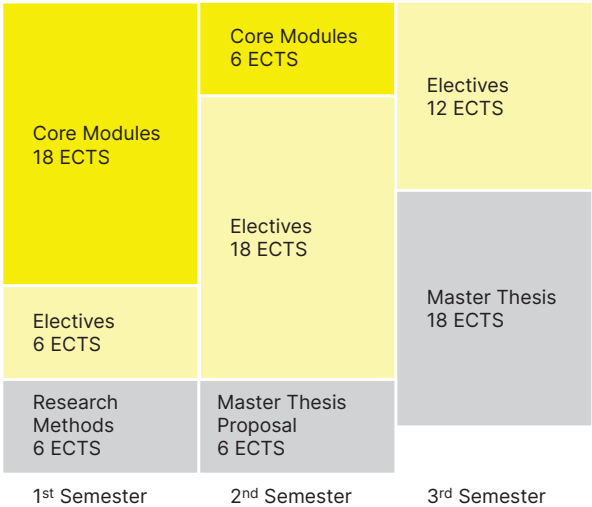 Core Modules
18 ECTS
Electives
6 ECTS
Research
Methods
6 ECTS
1st Semester
Core Modules
6 ECTS
Electives
18 ECTS
Master Thesis
Proposal
6 ECTS
2nd Semester
Electives
12 ECTS
Master Thesis
18 ECTS
3rd Semester